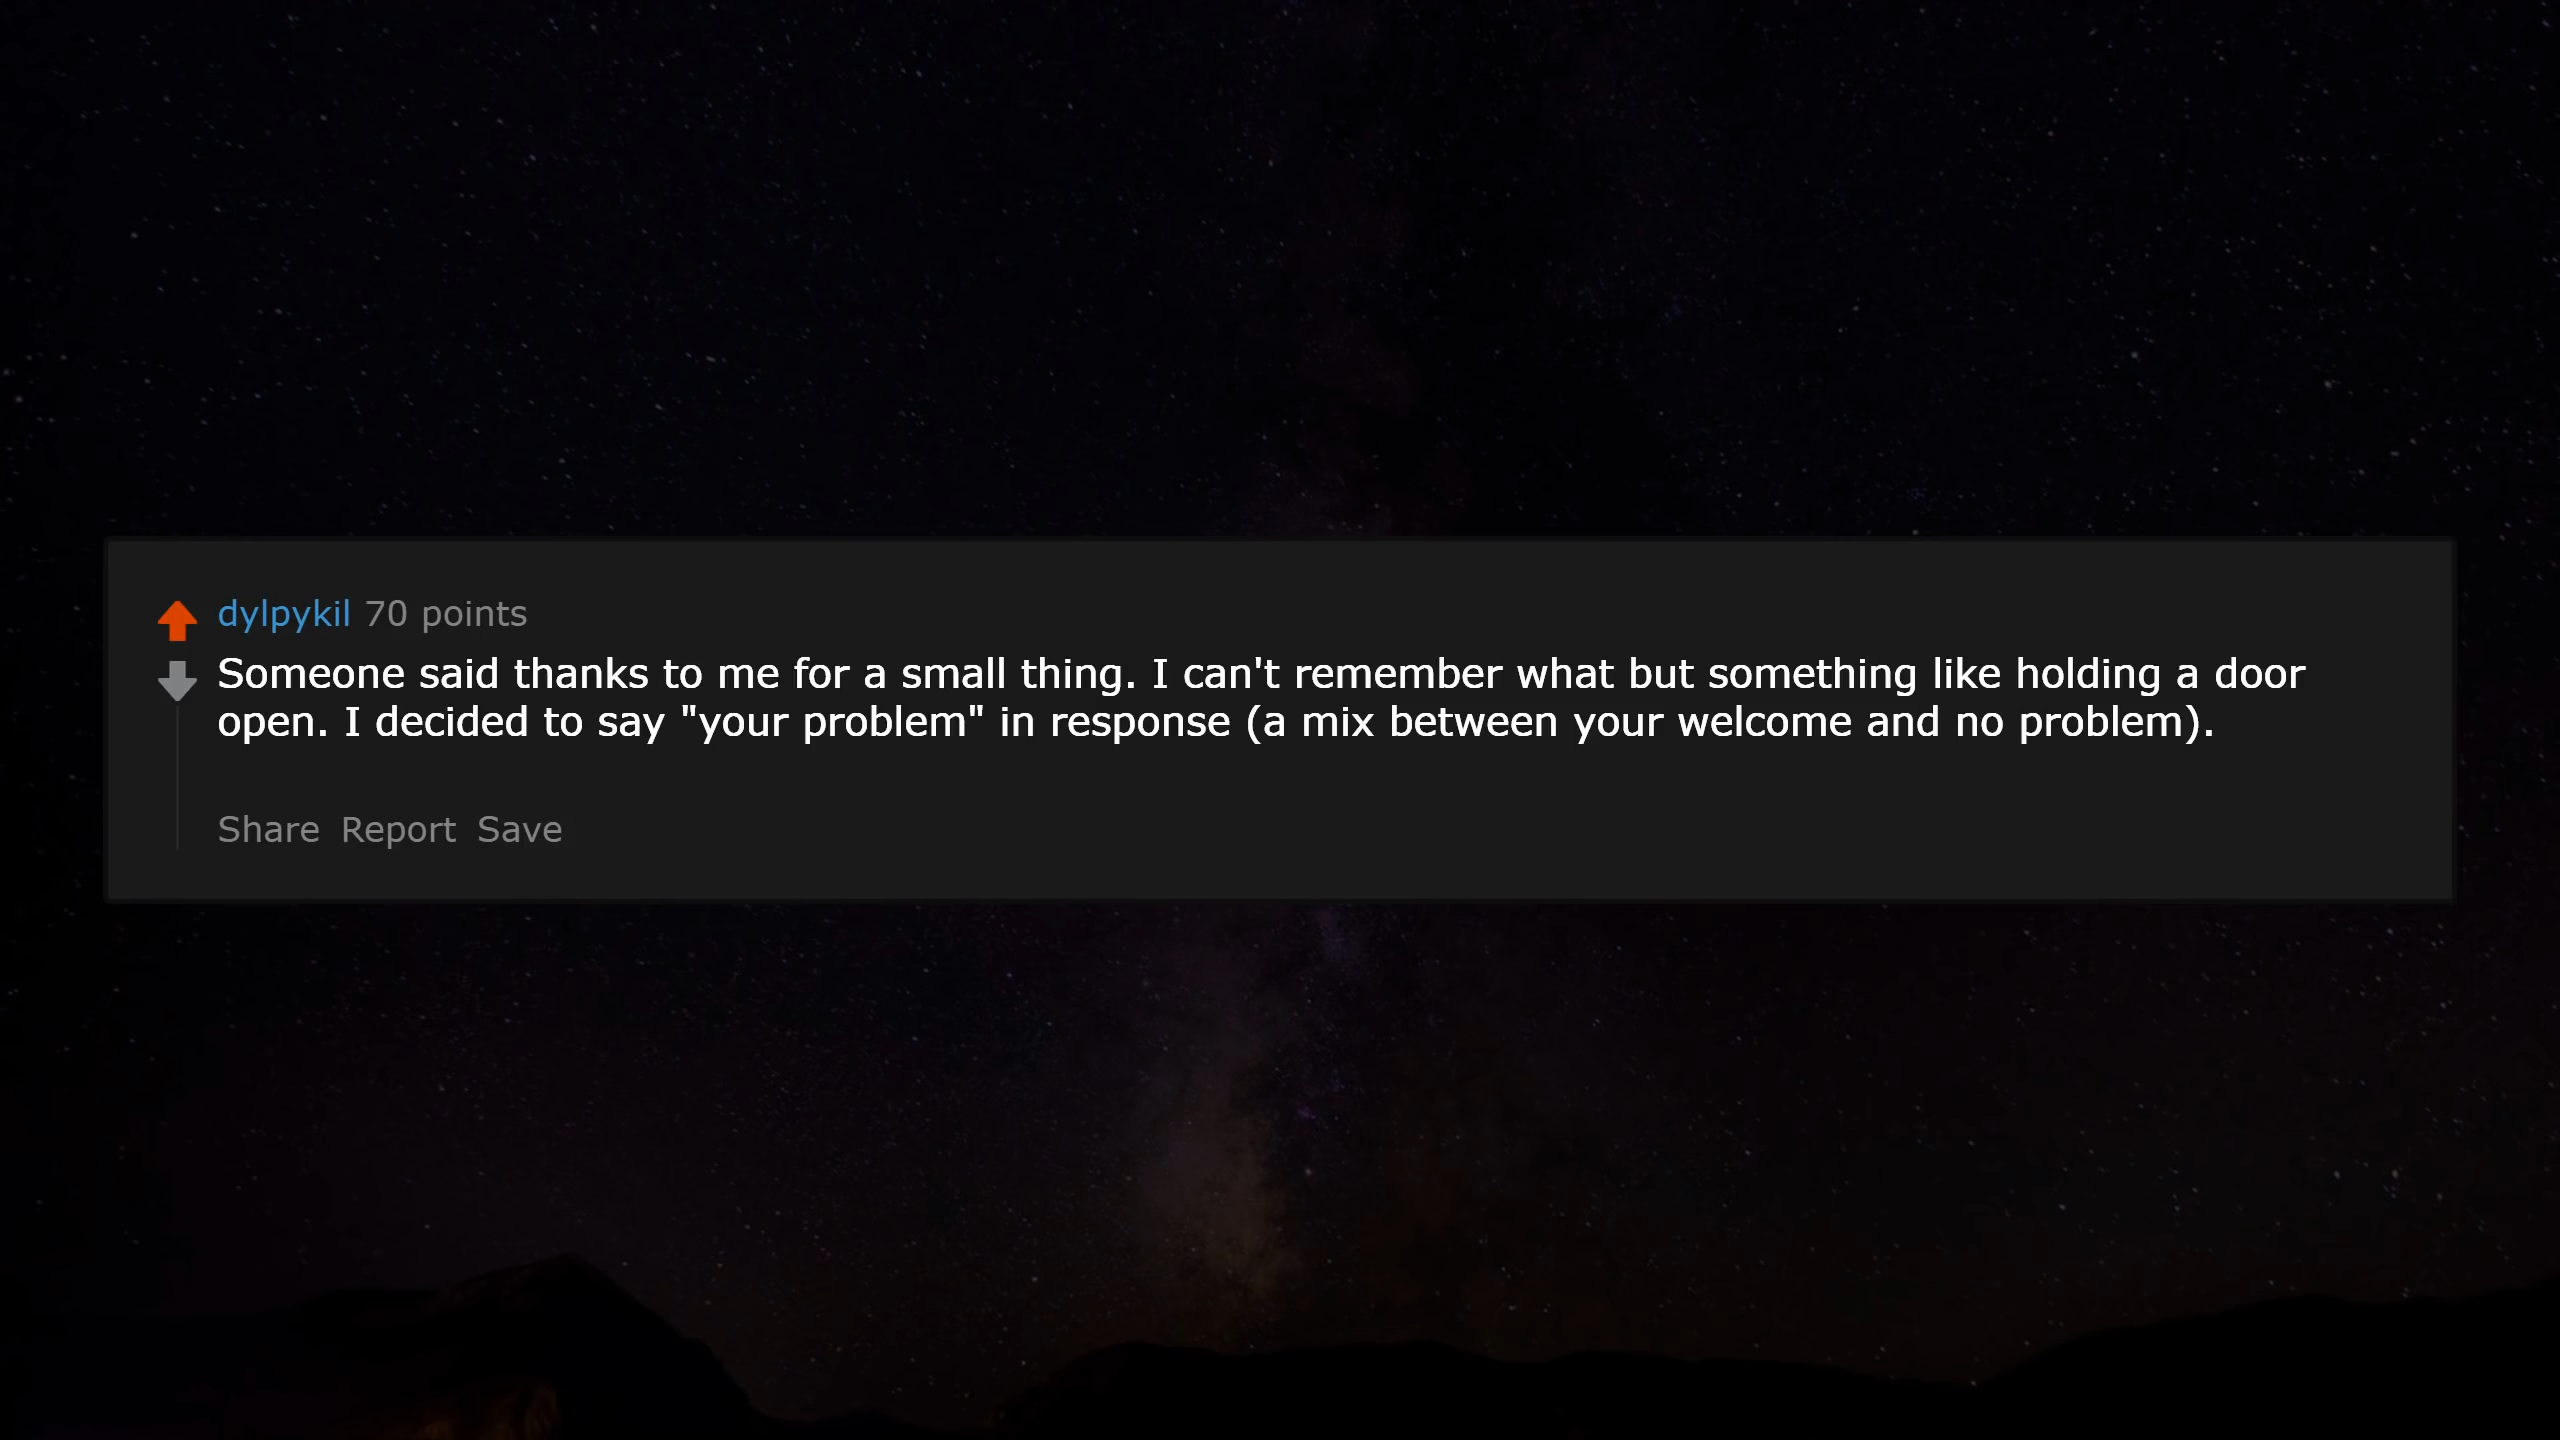 dylpykil 70 points
Someone said thanks to me for a small thing. I can't remember what but something like holding a door
open. I decided to say "your problem" in response (a mix between your welcome and no problem).
Share Report Save